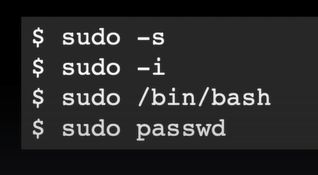 $ sudo -s
$ sudo -i
$ sudo /bin/bash
$ sudo passwd